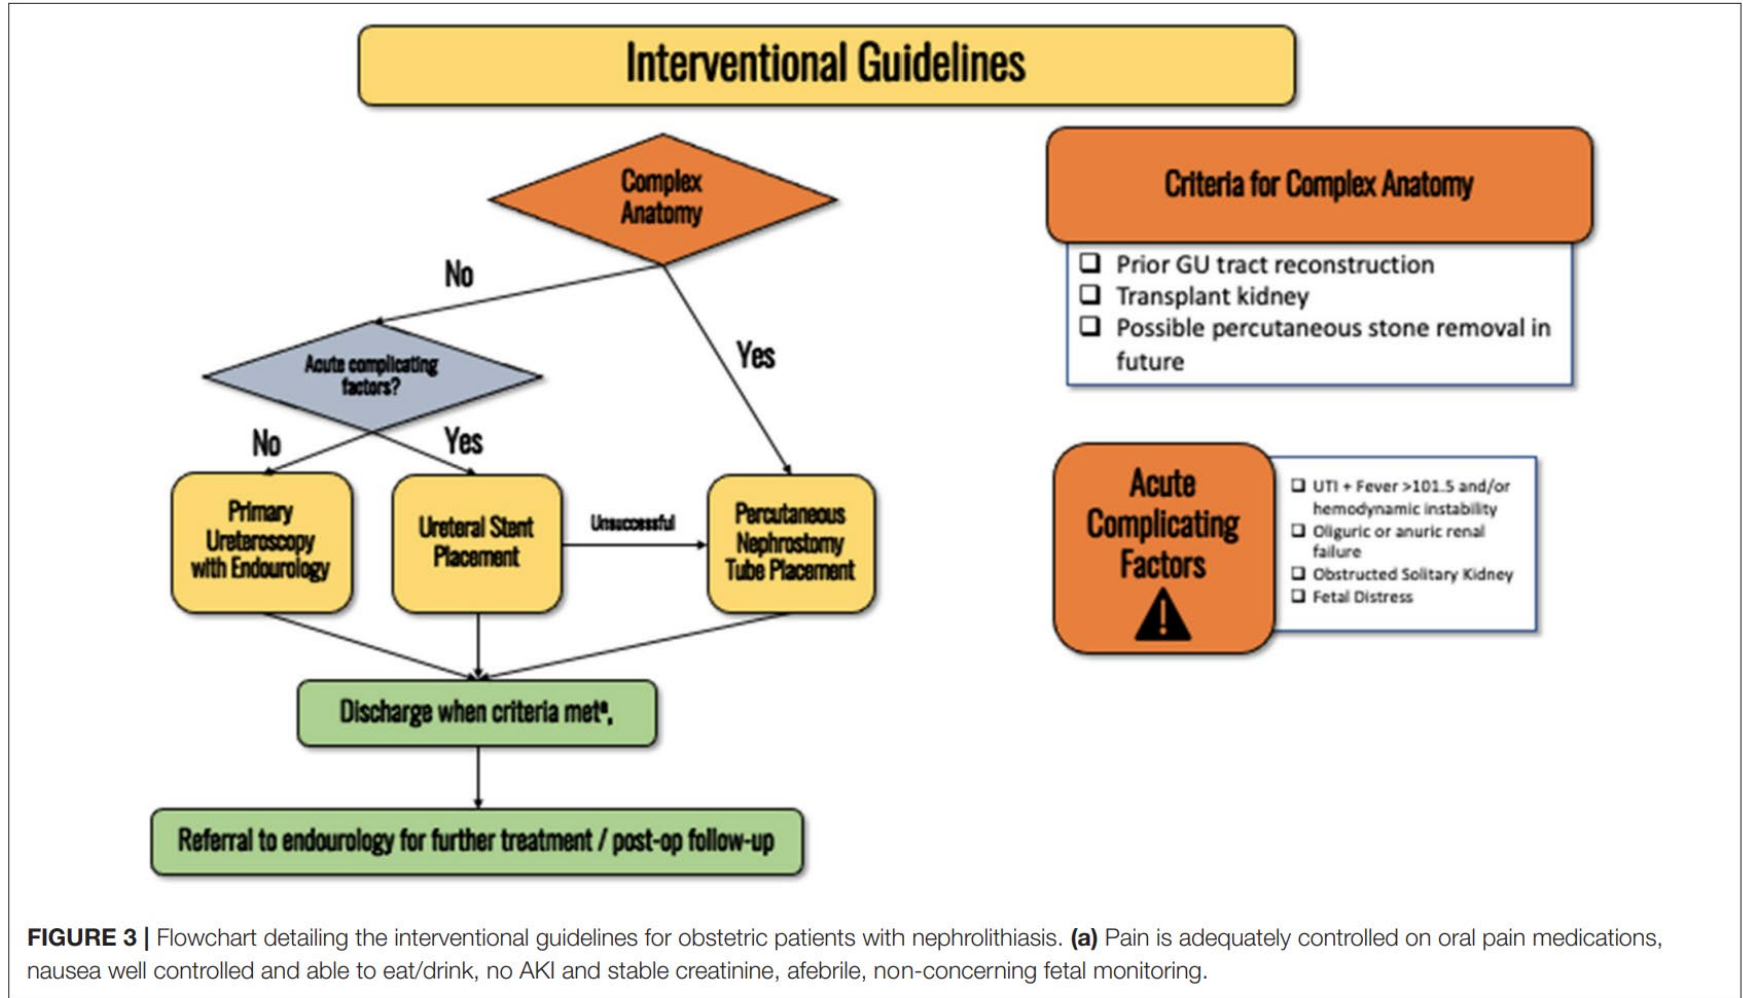 Interventional Guidelines
Complex
Anatomy
No
Yes
Acute complicating
factors?
No
Yes
Primary
Ureteroscopy
with Endourology
Ureteral Stent
Placement
Unsuccessful
Percutaneous
Nephrostomy
Tube Placement
Discharge when criteria metª,
Referral to endourology for further treatment / post-op follow-up
Criteria for Complex Anatomy
❑ Prior GU tract reconstruction
❑ Transplant kidney
❑ Possible percutaneous stone removal in
future
Acute
Complicating
Factors
❑ UTI + Fever >101.5 and/or
hemodynamic instability
❑ Oliguric or anuric renal
failure
❑ Obstructed Solitary Kidney
❑ Fetal Distress
FIGURE 3 | Flowchart detailing the interventional guidelines for obstetric patients with nephrolithiasis. (a) Pain is adequately controlled on oral pain medications,
nausea well controlled and able to eat/drink, no AKI and stable creatinine, afebrile, non-concerning fetal monitoring.